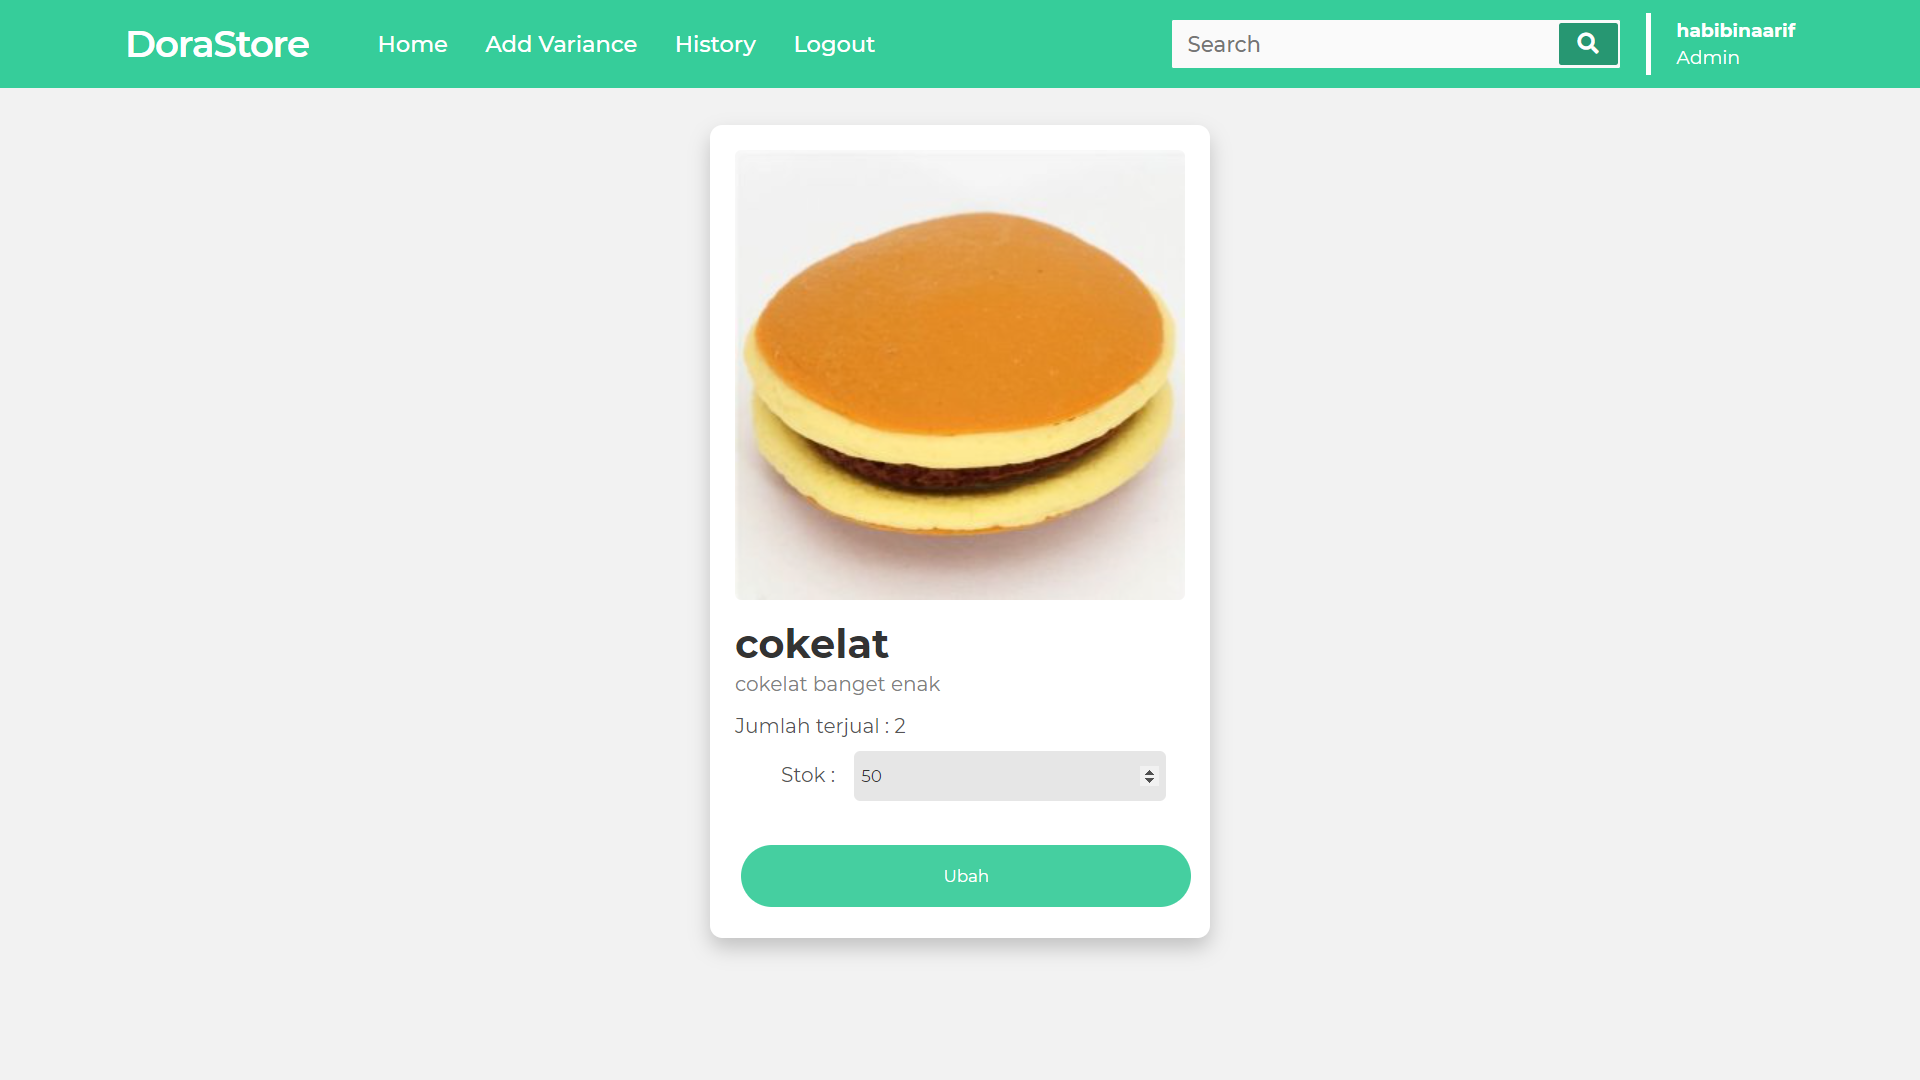 DoraStore
Home
Add Variance
History
Logout
Search
habibinaarif
Admin
cokelat
cokelat banget enak
Jumlah terjual : 2
Stok :
50
Ubah